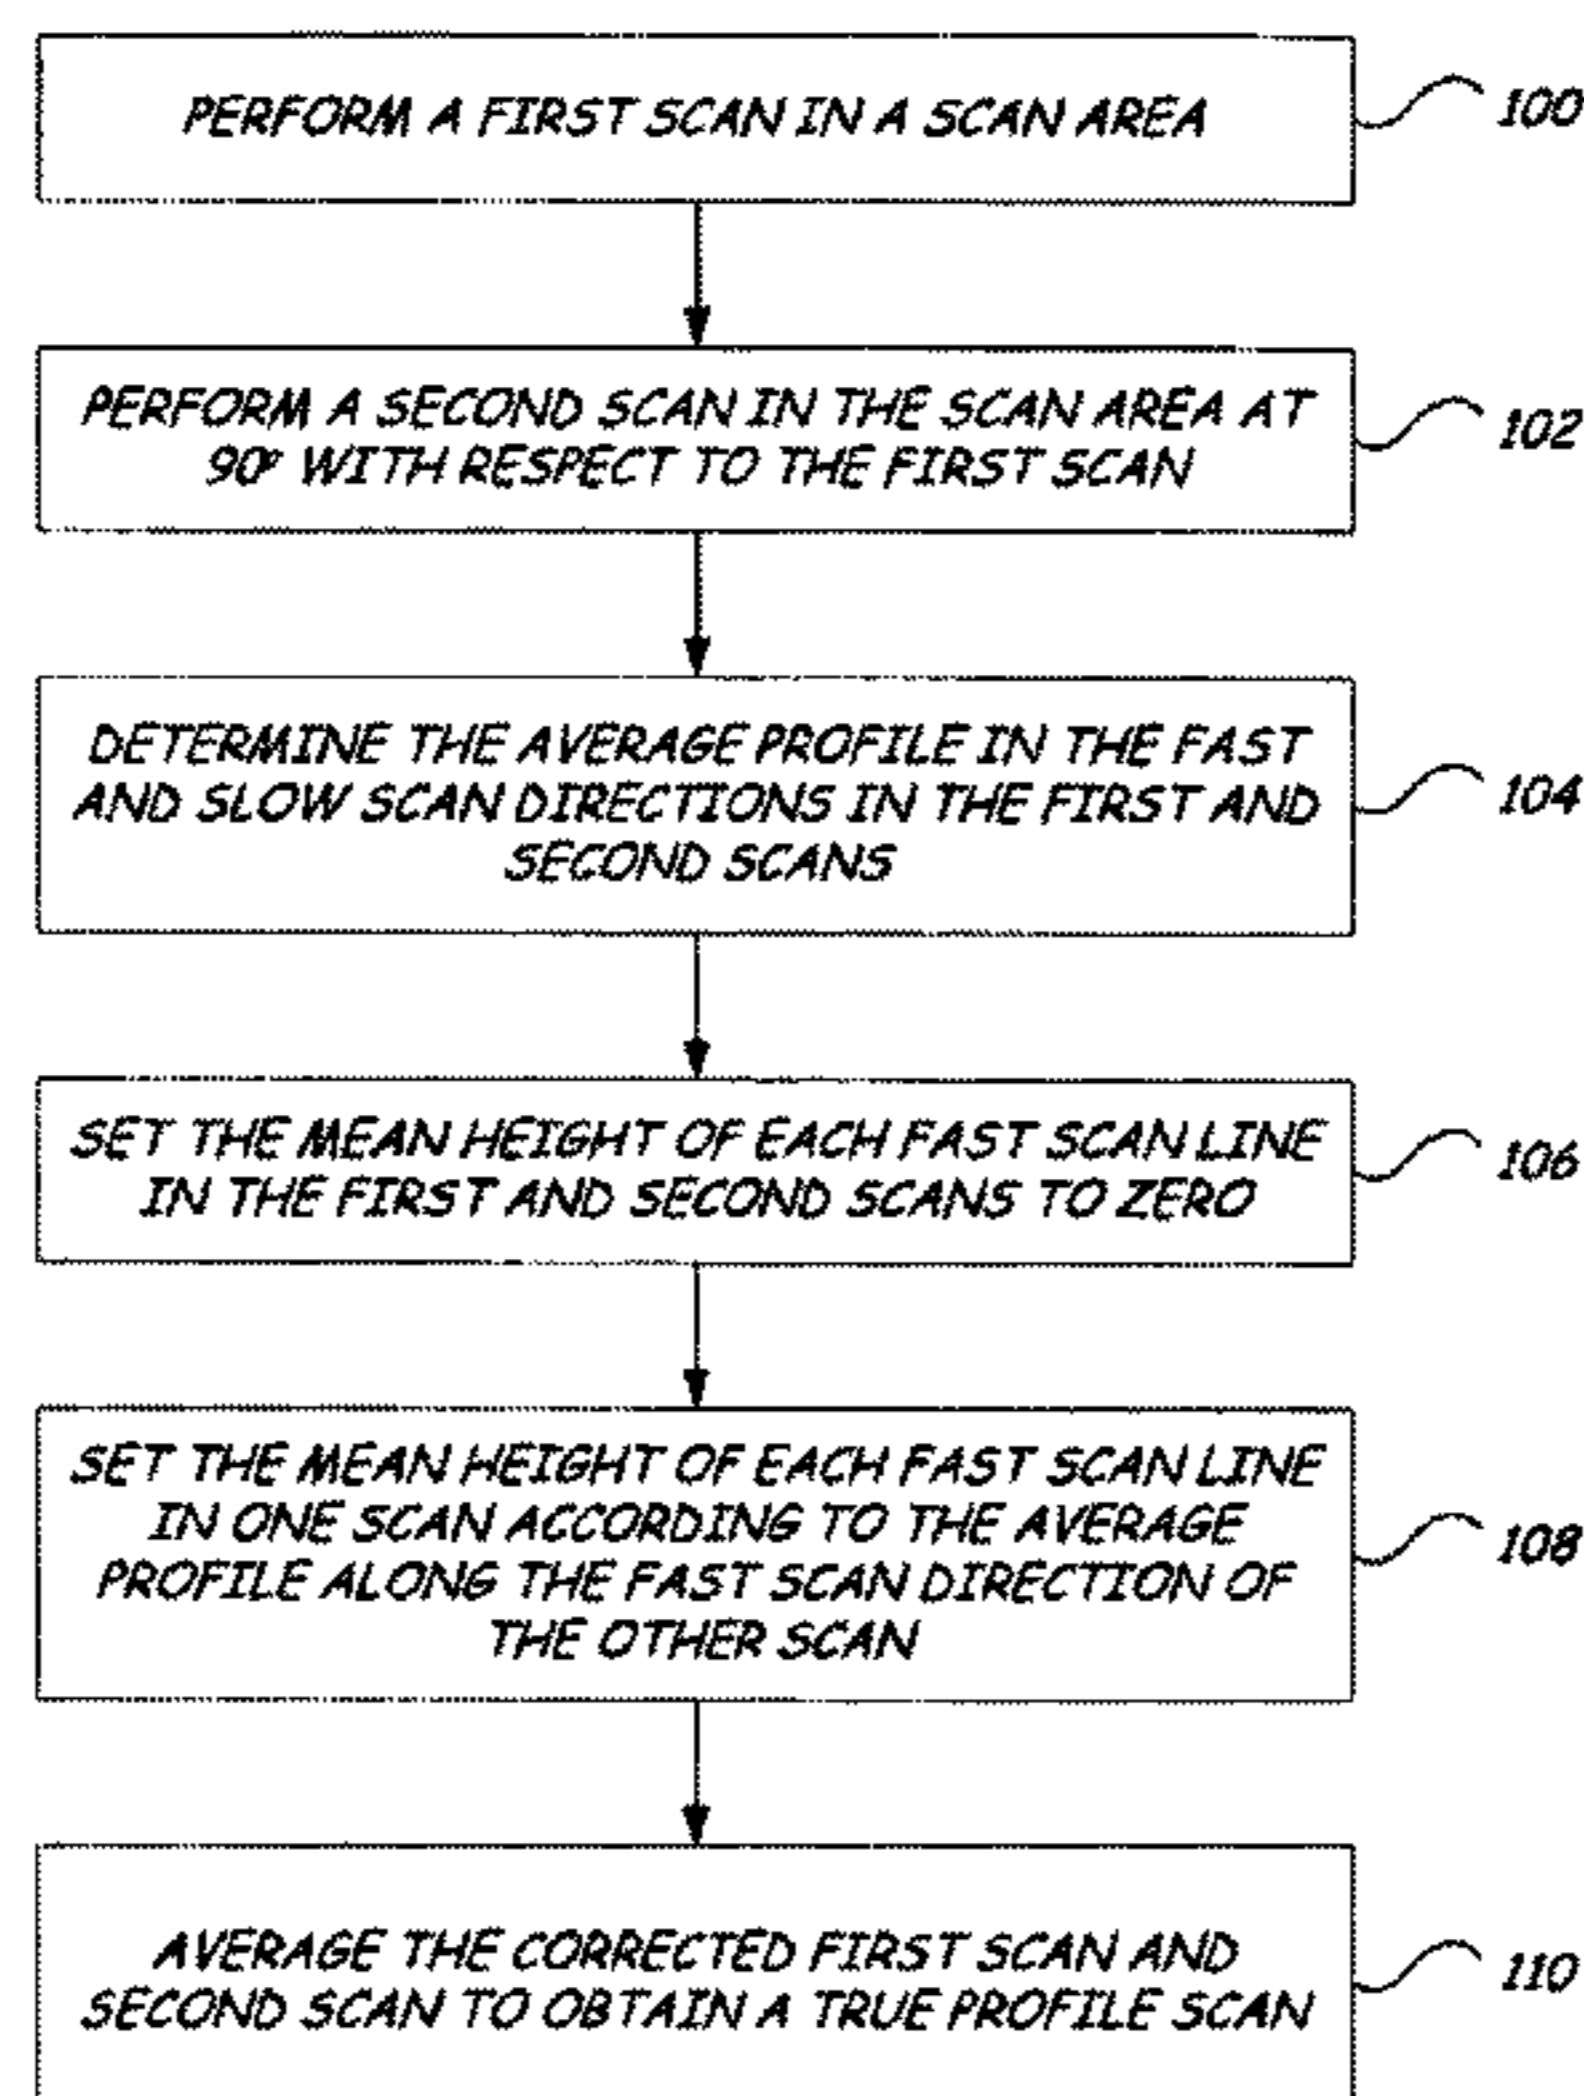 PERFORM A FIRST SCAN IN A SCAN AREA
100
PERFORM A SECOND SCAN IN THE SCAN AREA AT
90° WITH RESPECT TO THE FIRST SCAN
102
DETERMINE THE AVERAGE PROFILE IN THE FAST
AND SLOW SCAN DIRECTIONS IN THE FIRST AND
SECOND SCANS
104
SET THE MEAN HEIGHT OF EACH FAST SCAN LINE
IN THE FIRST AND SECOND SCANS TO ZERO
106
SET THE MEAN HEIGHT OF EACH FAST SCAN LINE
IN ONE SCAN ACCORDING TO THE AVERAGE
PROFILE ALONG THE FAST SCAN DIRECTION OF
THE OTHER SCAN
108
AVERAGE THE CORRECTED FIRST SCAN AND
SECOND SCAN TO OBTAIN A TRUE PROFILE SCAN
110